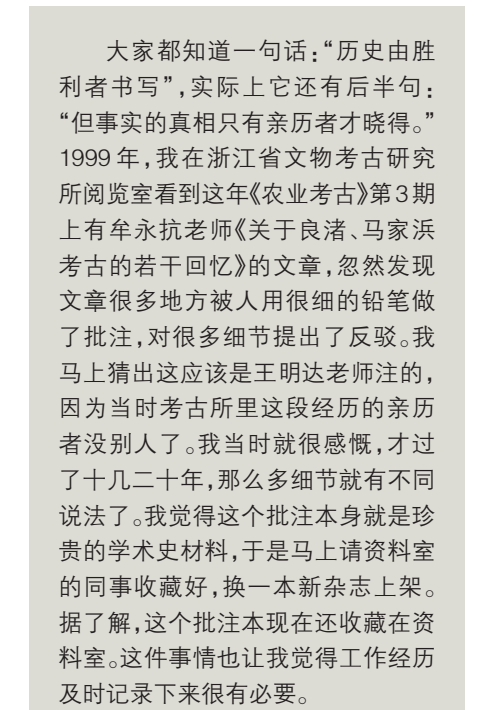 大家都知道一句话：“历史由胜
利者书写”，实际上它还有后半句：
“但事实的真相只有亲历者才晓得。”
1999年，我在浙江省文物考古研究
所阅览室看到这年《农业考古》第3期
上有牟永抗老师《关于良渚、马家浜
考古的若干回忆》的文章，忽然发现
文章很多地方被人用很细的铅笔做
了批注，对很多细节提出了反驳。我
马上猜出这应该是王明达老师注的，
因为当时考古所里这段经历的亲历
者没别人了。我当时就很感慨，才过
了十几二十年，那么多细节就有不同
说法了。我觉得这个批注本身就是珍
贵的学术史材料，于是马上请资料室
的同事收藏好，换一本新杂志上架。
据了解，这个批注本现在还收藏在资
料室。这件事情也让我觉得工作经历
及时记录下来很有必要。